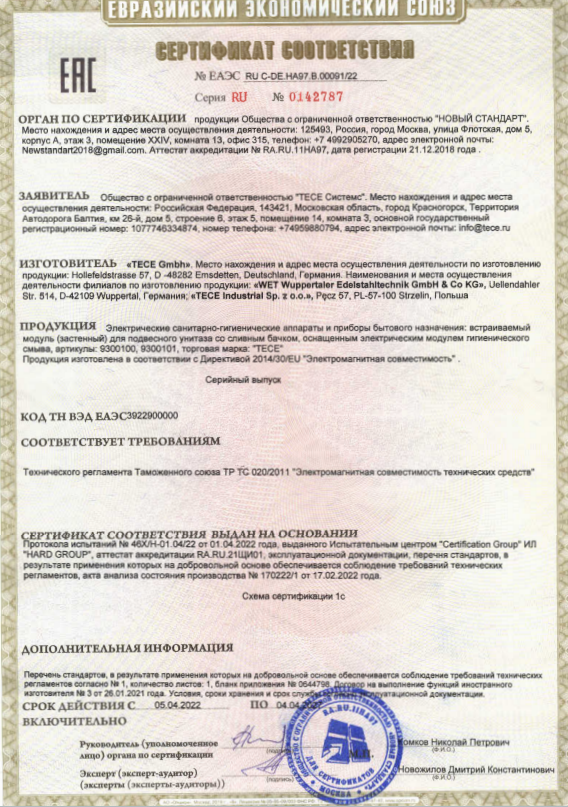 ЕВРАЗИЙСКИЙ ЭКОНОМИЧЕСКИЙ СОЮЗ
СЕРТИФИКАТ СООТВЕТСТВИЯ
ЕАС
№ ЕАЭС RU С-DE.НА97.В.00091/22
Серия RU № 0142787
ОРГАН ПО СЕРТИФИКАЦИИ продукции Общества с ограниченной ответственностью "НОВЫЙ СТАНДАРТ".
Место нахождения и адрес места осуществления деятельности: 125493, Россия, город Москва, улица Флотская, дом 5,
корпус А, этаж 3, помещение XXIV, комната 13, офис 315, телефон: +7 4992905270, адрес электронной почты:
Newstandart2018@gmail.com. Аттестат аккредитации № RA.RU.11НА97, дата регистрации 21.12.2018 .
ЗАЯВИТЕЛЬ Общество с ограниченной ответственностью "ТЕСЕ Системс". Место нахождения и адрес места
осуществления деятельности: Российская Федерация, 143421, Московская область, город Красногорск, Территория
Автодорога Балтия, км 26-й, дом 5, строение 6, этаж 5, помещение 14, комната 3, основной государственный
регистрационный номер: 1077746334874, номер телефона: +74959880794, адрес электронной почты: info@tece.ru
ИЗГОТОВИТЕЛЬ «TECE Gmbh». Место нахождения и адрес места осуществления деятельности по изготовлению
продукции: Hollefeldstrasse 57, D -48282 Emsdetten, Deutschland, Германия. Наименования и места осуществления
деятельности филиалов по изготовлению продукции: «WET Wuppertaler Edelstahltechnik GmbH & Co KG», Uellendahler
Str. 514, D-42109 Wuppertal, Германия; «TECE Industrial Sp. z o.o.», Pęcz 57, PL-57-100 Strzelin, Польша
ПРОДУКЦИЯ Электрические санитарно-гигиенические аппараты и приборы бытового назначения: встраиваемый
модуль (застенный) для подвесного унитаза со сливным бачком, оснащенным электрическим модулем гигиенического
смыва, артикулы: 9300100, 9300101, торговая марка: "TECE"
Продукция изготовлена в соответствии с Директивой 2014/30/EU "Электромагнитная совместимость" .
Серийный выпуск
КОД ТН ВЭД ЕАЭС3922900000
СООТВЕТСТВУЕТ ТРЕБОВАНИЯМ
Технического регламента Таможенного союза ТР ТС 020/2011 "Электромагнитная совместимость технических средств"
СЕРТИФИКАТ СООТВЕТСТВИЯ ВЫДАН НА ОСНОВАНИИ
Протокола испытаний № 46Х/Н-01.04/22 от 01.04.2022 года, выданного Испытательным центром "Certification Group" ИЛ
"HARD GROUP", аттестат аккредитации RA.RU.21ЩИ01, эксплуатационной документации, перечня стандартов, в
результате применения которых на добровольной основе обеспечивается соблюдение требований технических
регламентов, акта анализа состояния производства № 170222/1 от 17.02.2022 года.
Схема сертификации 1с
ДОПОЛНИТЕЛЬНАЯ ИНФОРМАЦИЯ
Перечень стандартов, в результате применения которых на добровольной основе обеспечивается соблюдение требований технических
регламентов согласно № 1, количество листов: 1, бланк приложения № 0644798. Договор на выполнение функций иностранного
изготовителя № 3 от 26.01.2021 года. Условия, сроки хранения и срок службы эксплуатационной документации.
СРОК ДЕЙСТВИЯ С 05.04.2022 ПО 04.04.2027
ВКЛЮЧИТЕЛЬНО
Руководитель (уполномоченное
лицо) органа по сертификации
(подпись)
М.П.
Комков Николай Петрович
(Ф.И.О.)
Эксперт (эксперт-аудитор)
(эксперты (эксперты-аудиторы))
(подпись)
Новожилов Дмитрий Константинович
(Ф.И.О.)
RA.RU.11НА97
ДЛЯ СЕРТИФИКАТОВ
МОСКВА